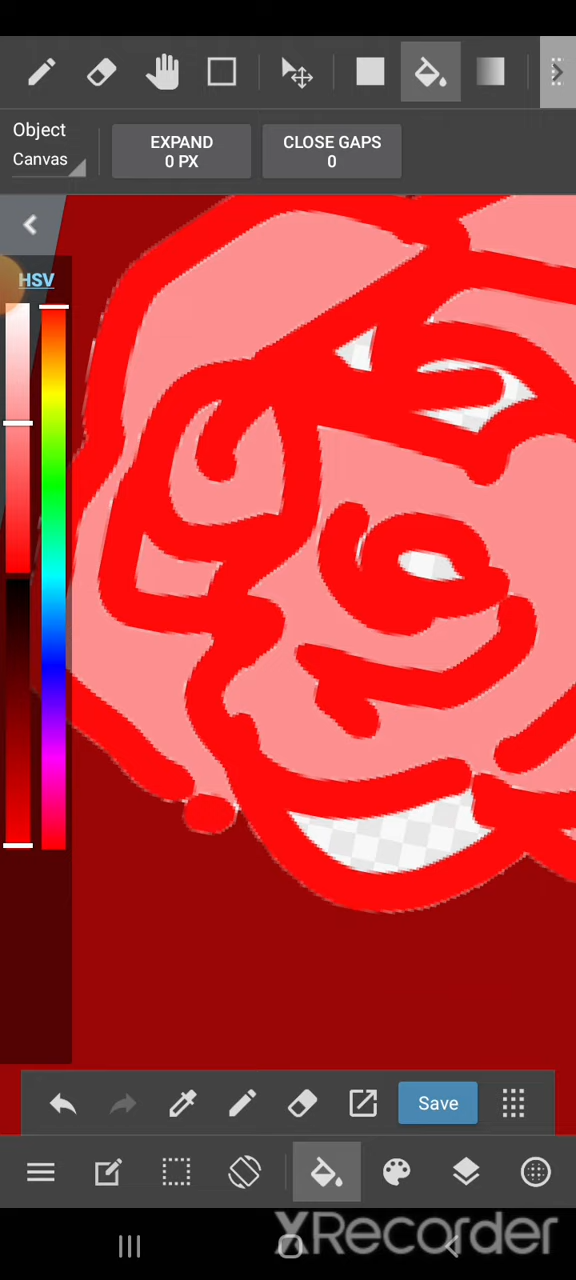 Object
Canvas
EXPAND
0 PX
CLOSE GAPS
0
HSV
Save
XRecorder